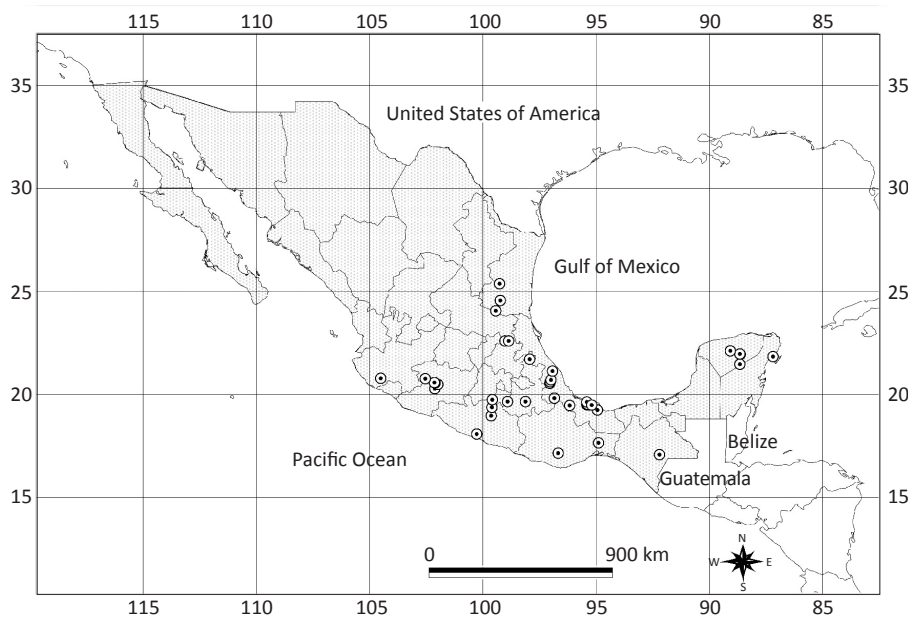 115 110 105 100 95 90 85
35 35
United States of America
30 30
Gulf of Mexico
25 25
20 20
Belize
Pacific Ocean
Guatemala
15 15
N
0 900 km
W E
S
115 110 105 100 95 90 85